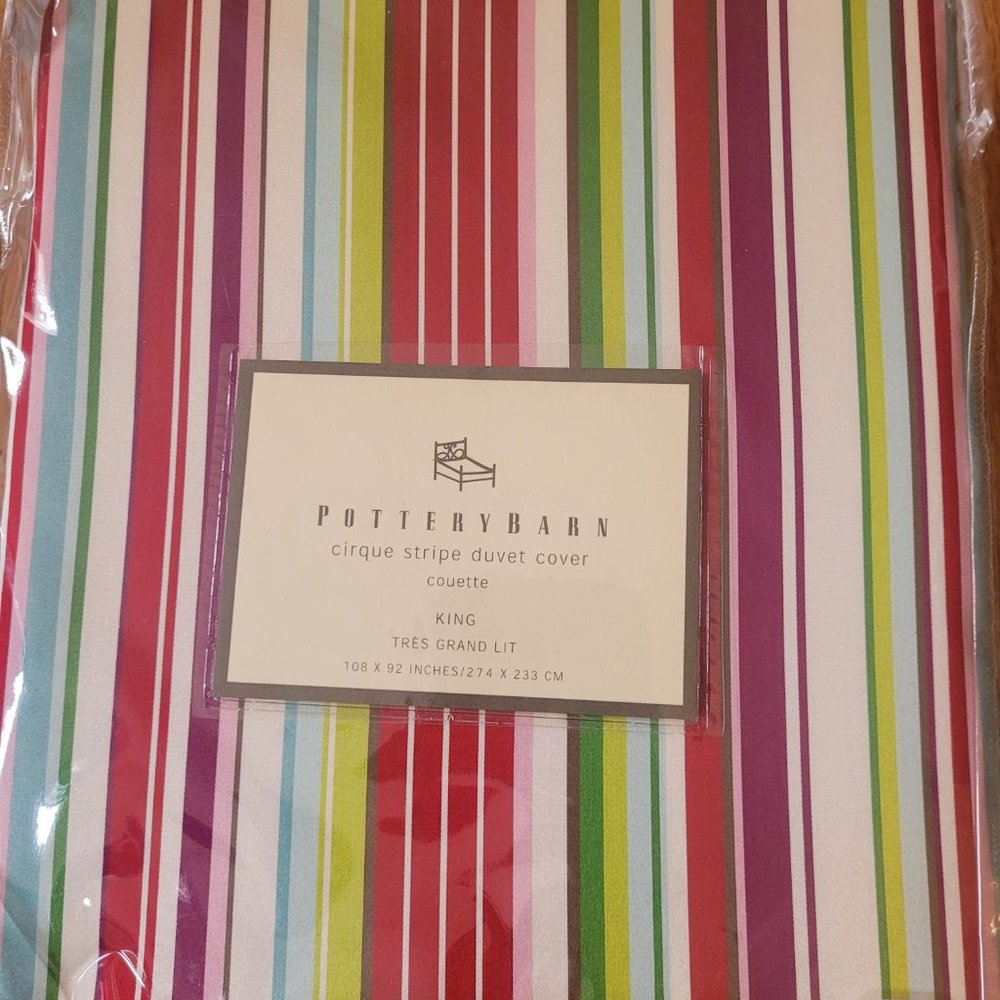 POTTERYBARN
cirque stripe duvet cover
couette
KING
TRÈS GRAND LIT
108 X 92 INCHES/274 X 233 CM